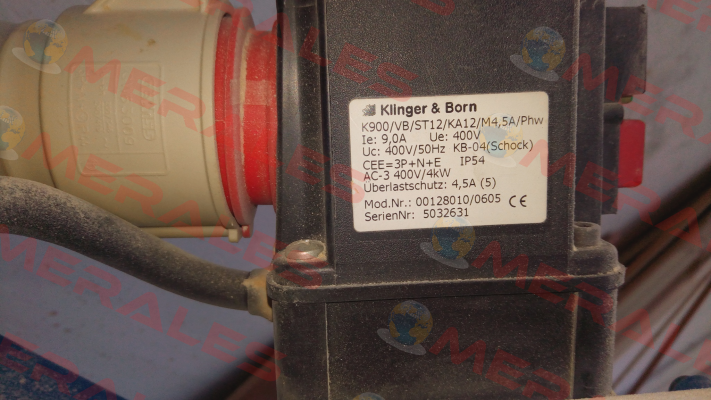 Klinger & Born
K900/VB/ST12/KA12/M4,5A/Phw
Ie: 9,0A Ue: 400V
Uc: 400V/50Hz KB-04(Schock)
CEE=3P+N+E IP54
AC-3 400V/4kW
Überlastschutz: 4,5A (5)
Mod.Nr.: 00128010/0605 CE
SerienNr: 5032631
MERALES
MERALES
MERALES
MERALES